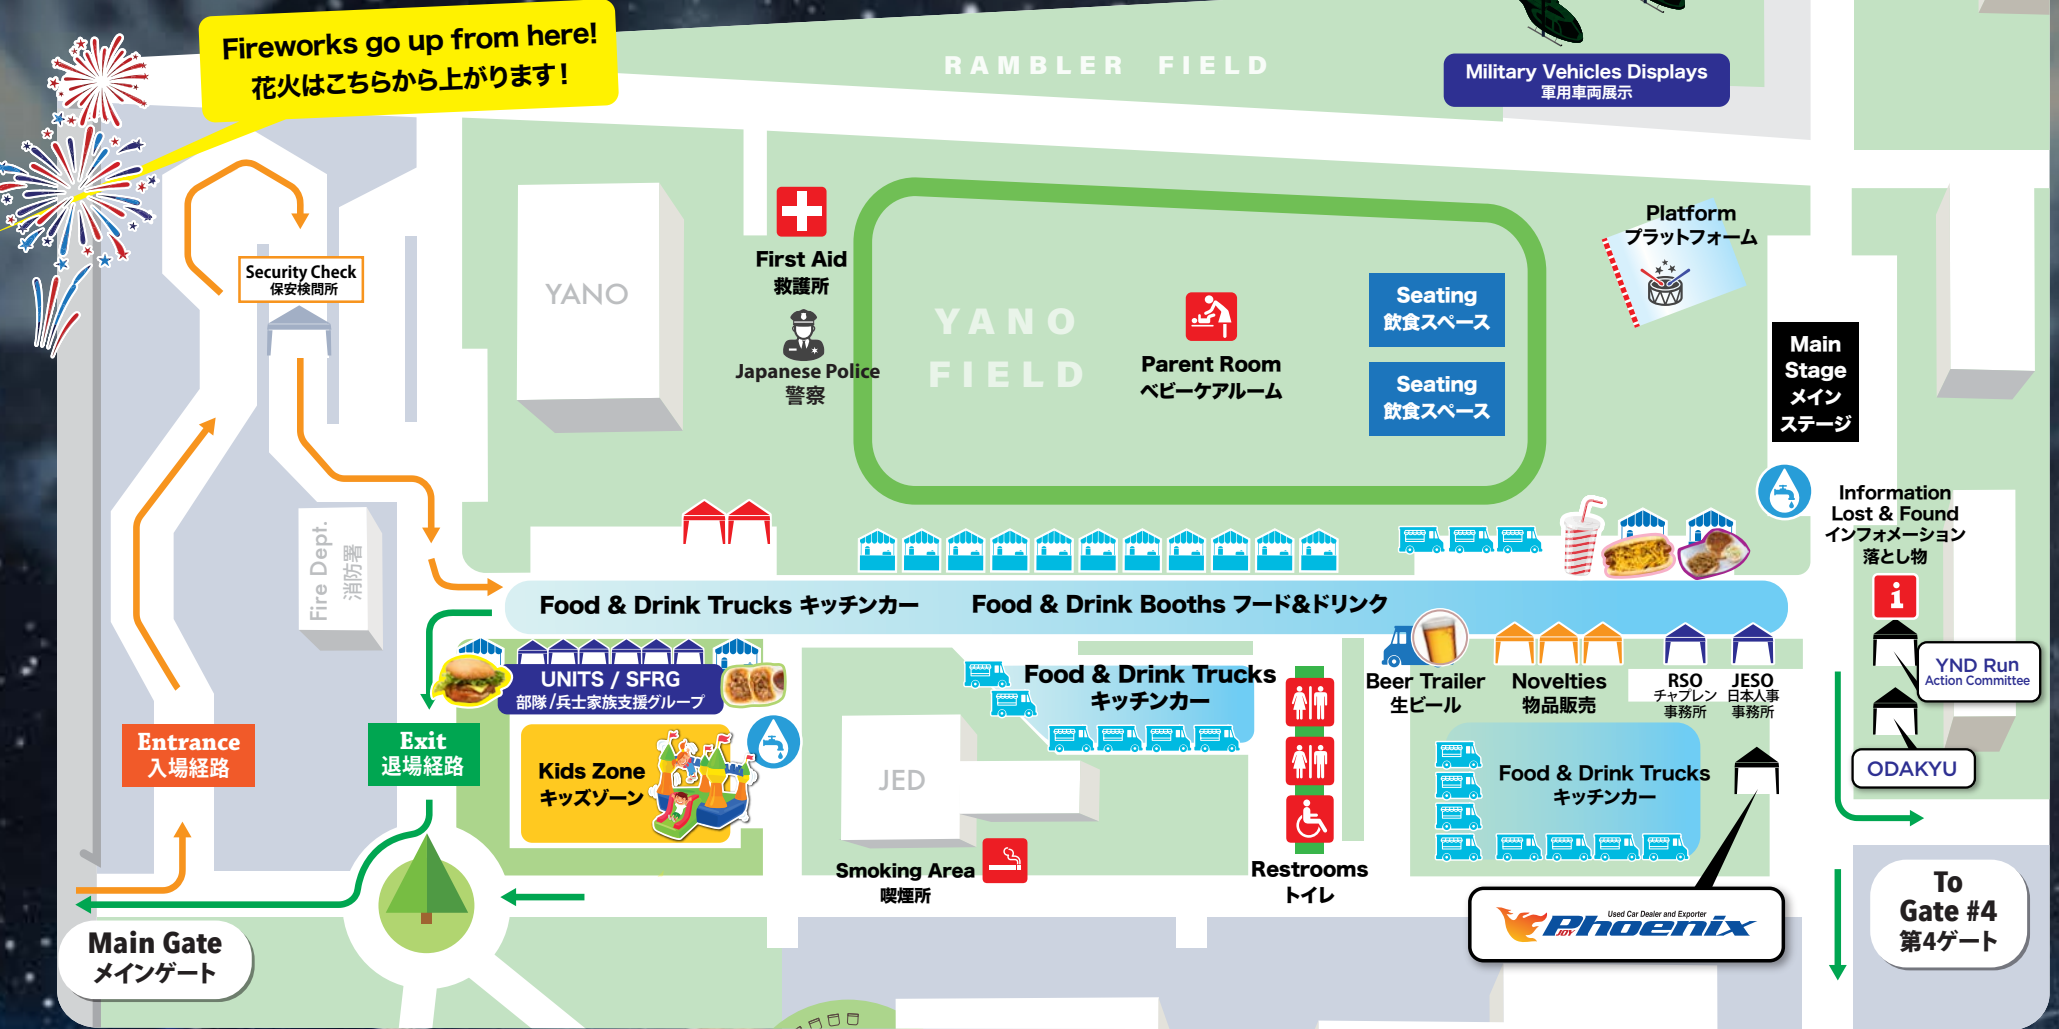 Fireworks go up from here!
花火はこちらから上がります!
RAMBLER FIELD
Military Vehicles Displays
軍用車両展示
Security Check
保安検問所
YANO
First Aid
救護所
Japanese Police
警察
YANO
FIELD
Parent Room
ベビーケアルーム
Seating
飲食スペース
Seating
飲食スペース
Platform
プラットフォーム
Main
Stage
メイン
ステージ
Information
Lost & Found
インフォメーション
落とし物
i
YND Run
Action Committee
ODAKYU
Fire Dept.
消防署
Food & Drink Trucks キッチンカー
Food & Drink Booths フード&ドリンク
UNITS / SFRG
部隊/兵士家族支援グループ
Food & Drink Trucks
キッチンカー
Beer Trailer
生ビール
Novelties
物品販売
RSO
チャプレン
事務所
JESO
日本人事
事務所
Entrance
入場経路
Exit
退場経路
Kids Zone
キッズゾーン
JED
Food & Drink Trucks
キッチンカー
Smoking Area
喫煙所
Restrooms
トイレ
Used Car Dealer and Exporter
JOY
Phoenix
Main Gate
メインゲート
To
Gate #4
第4ゲート